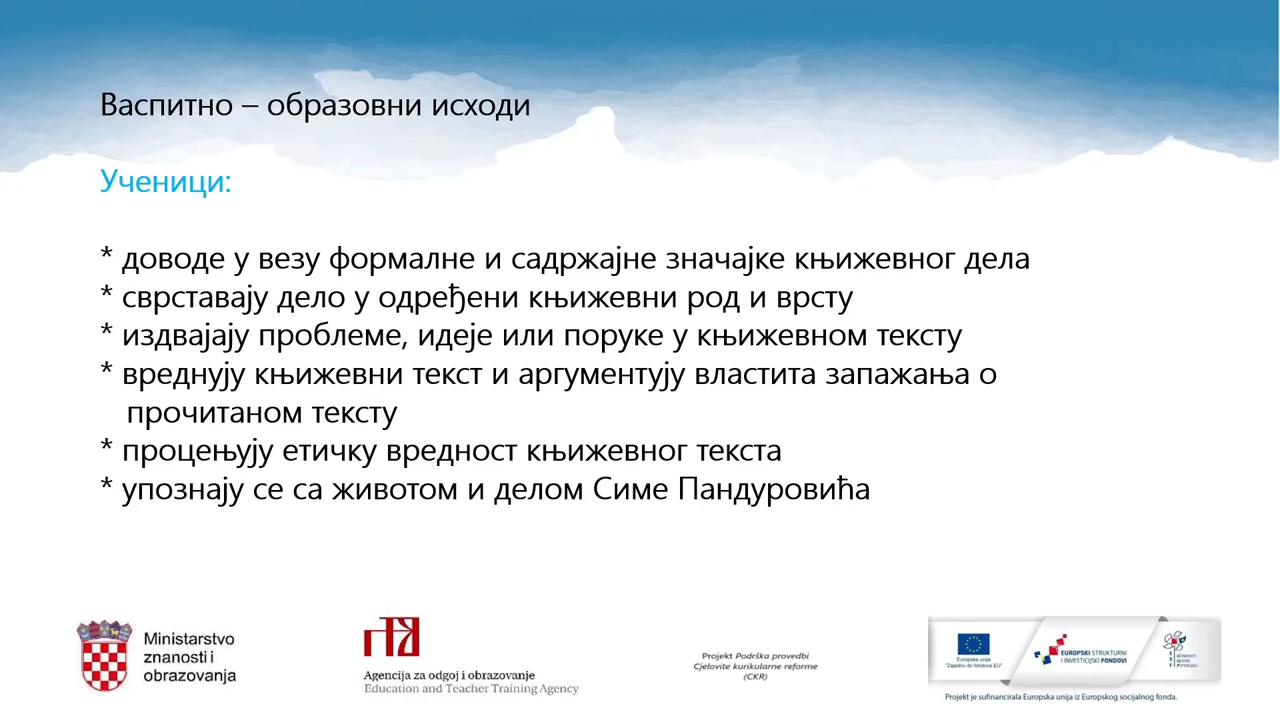 Васпитно – образовни исходи
Ученици:
* доводе у везу формалне и садржајне значајке књижевног дела
* сврставају дело у одређени књижевни род и врсту
* издвајају проблеме, идеје или поруке у књижевном тексту
* вреднују књижевни текст и аргументују властита запажања о
прочитаном тексту
* процењују етичку вредност књижевног текста
* упознају се са животом и делом Симе Пандуровића
Ministarstvo
znanosti i
obrazovanja
Agencija za odgoj i obrazovanje
Education and Teacher Training Agency
Projekt Podrška provedbi
Cjelovite kurikularne reforme
(CKR)
Europska unija
"Zajedno do fondova EU"
EUROPSKI STRUKTURNI
I INVESTICIJSKI FONDOVI
Projekt je sufinancirala Europska unija iz Europskog socijalnog fonda.